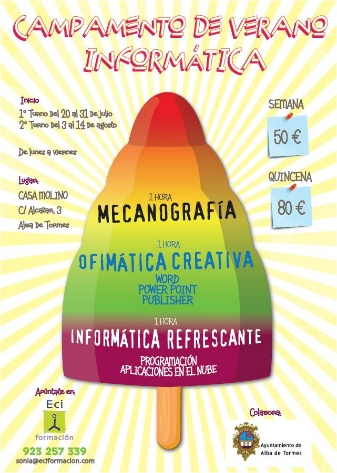 CAMPAMENTO DE VERANO
INFORMÁTICA
Inicio
1º Turno del 20 al 31 de julio
2º Turno del 3 al 14 de agosto
De lunes a viernes
Lugar:
CASA MOLINO
C/ Alcázar, 3
Alba de Tormes
SEMANA
50 €
QUINCENA
80 €
1 HORA
MECANOGRAFÍA
1 HORA
OFIMÁTICA CREATIVA
WORD
POWER POINT
PUBLISHER
1 HORA
INFORMÁTICA REFRESCANTE
PROGRAMACIÓN
APLICACIONES EN EL NUBE
Apúntate en:
Eci
formación
923 257 339
sonia@eciformacion.com
Colabora:
Ayuntamiento de
Alba de Tormes